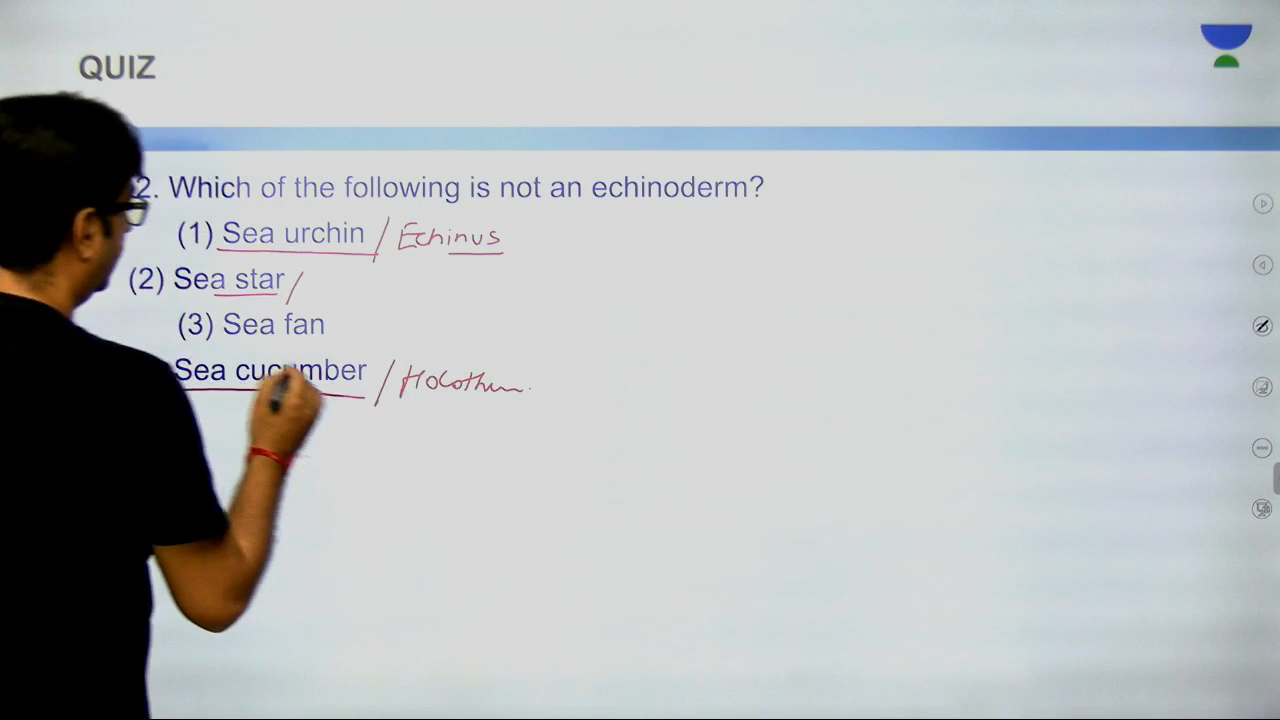 QUIZ
2. Which of the following is not an echinoderm?
(1) Sea urchin / Echinus
(2) Sea star /
(3) Sea fan
Sea cucumber /